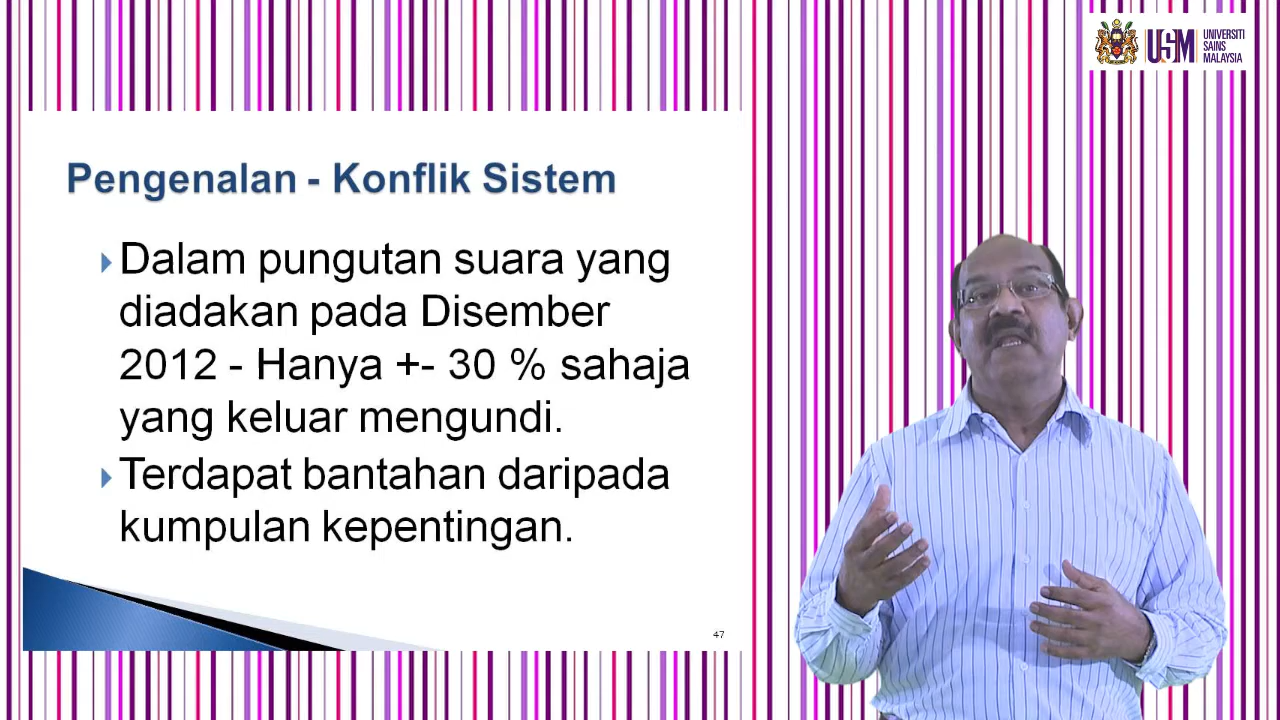 USM UNIVERSITI
SAINS
MALAYSIA
Pengenalan - Konflik Sistem
Dalam pungutan suara yang
diadakan pada Disember
2012 - Hanya +- 30 % sahaja
yang keluar mengundi.
Terdapat bantahan daripada
kumpulan kepentingan.
47